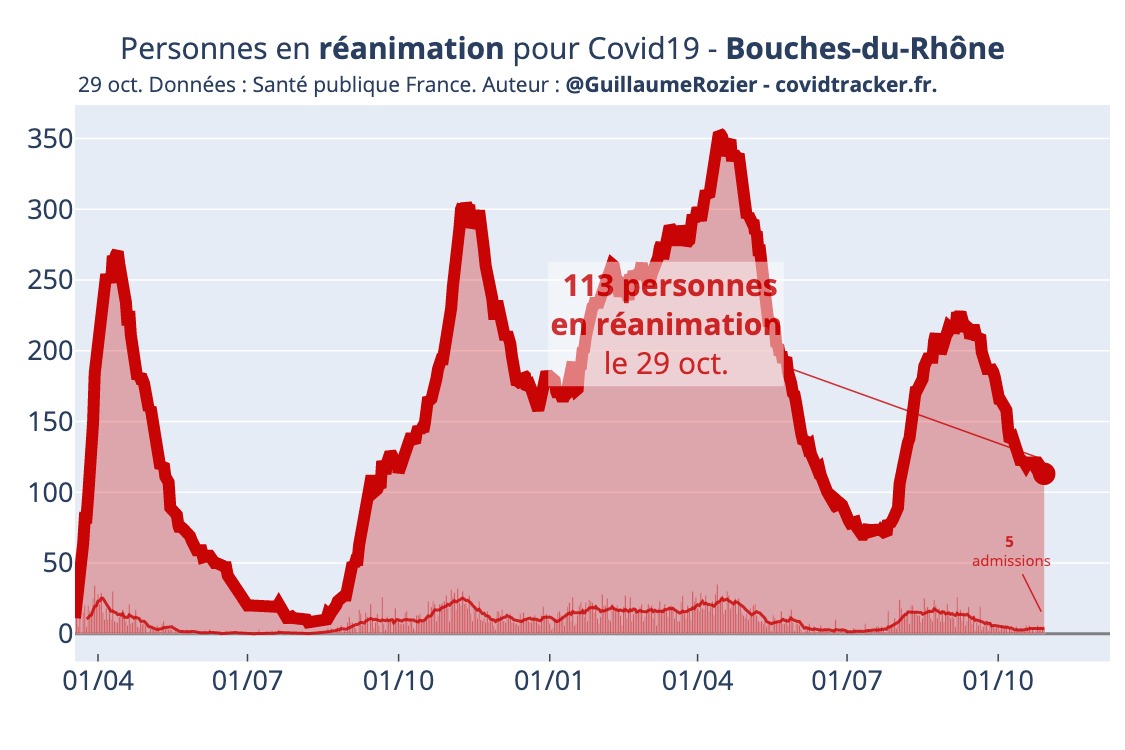 Personnes en réanimation pour Covid19 - Bouches-du-Rhône
29 oct. Données : Santé publique France. Auteur : @GuillaumeRozier - covidtracker.fr.
350
300
250
200
150
100
50
0
113 personnes
en réanimation
le 29 oct.
5
admissions
01/04
01/07
01/10
01/01
01/04
01/07
01/10